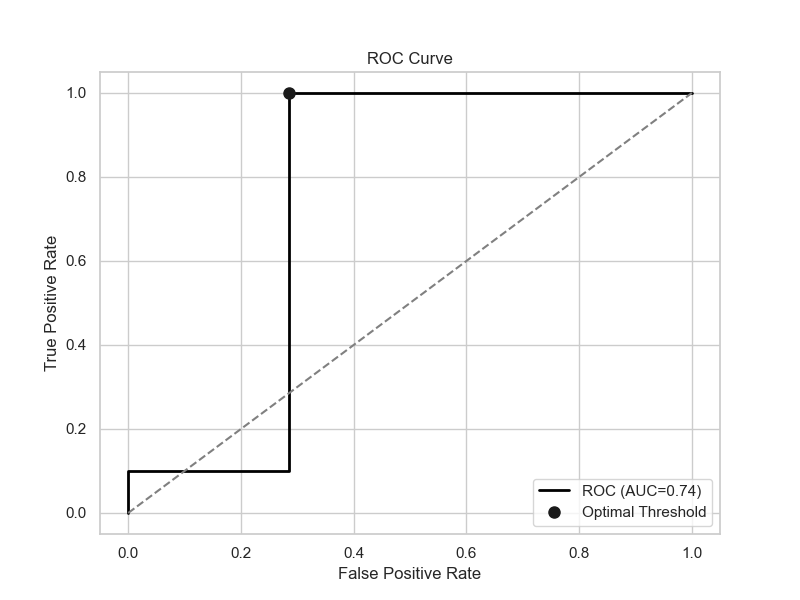 ROC Curve
1.0
0.8
0.6
0.4
0.2
0.0
True Positive Rate
ROC (AUC=0.74)
Optimal Threshold
0.0 0.2 0.4 0.6 0.8 1.0
False Positive Rate